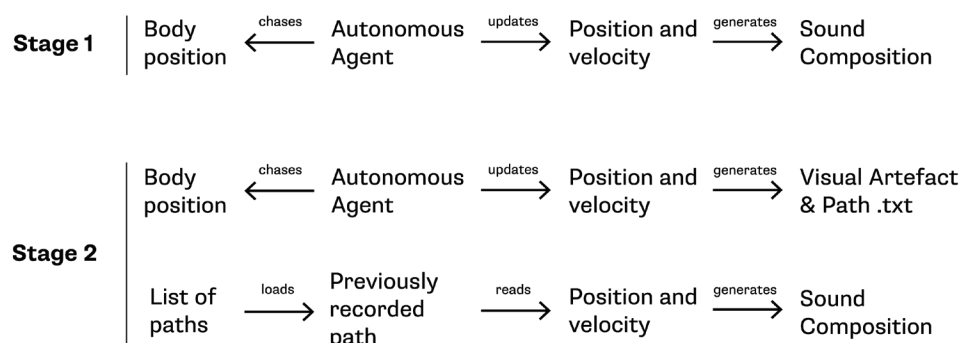 Stage 1
Body
position
chases
Autonomous
Agent
updates
Position and
velocity
generates
Sound
Composition
Stage 2
Body
position
chases
Autonomous
Agent
updates
Position and
velocity
generates
Visual Artefact
& Path .txt
List of
paths
loads
Previously
recorded
path
reads
Position and
velocity
generates
Sound
Composition